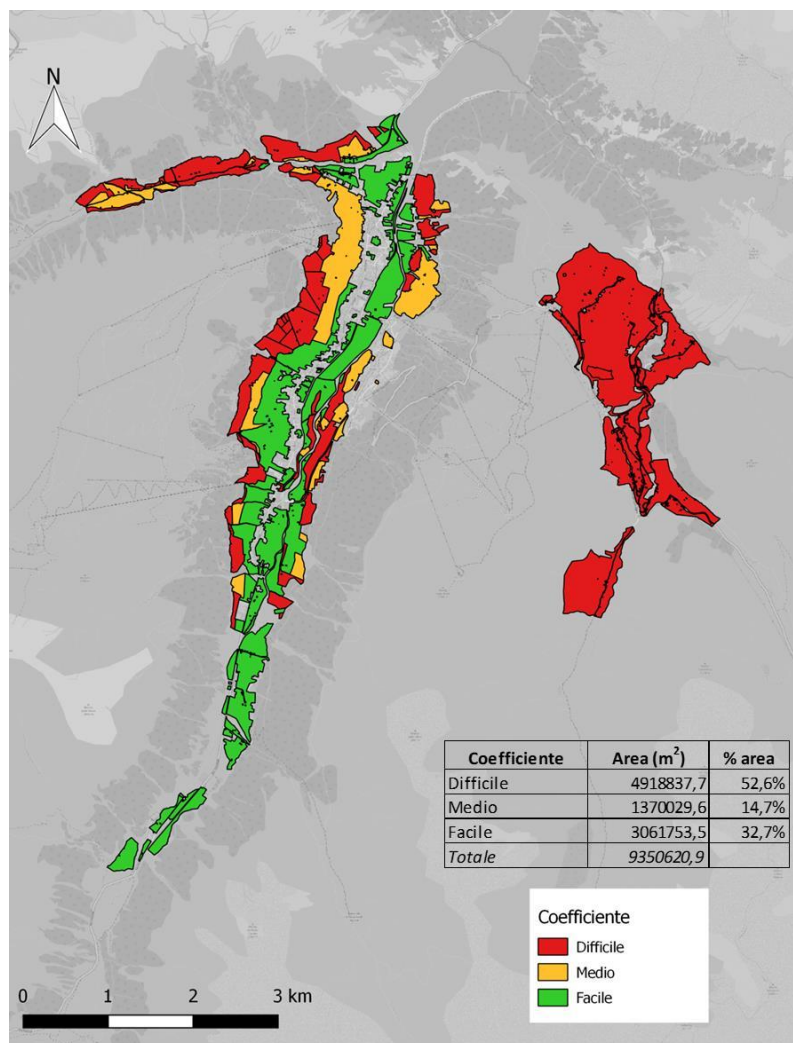 N
Coefficiente Area (m²) % area
Difficile 4918837,7 52,6%
Medio 1370029,6 14,7%
Facile 3061753,5 32,7%
Totale 9350620,9
Coefficiente
Difficile
Medio
Facile
0 1 2 3 km